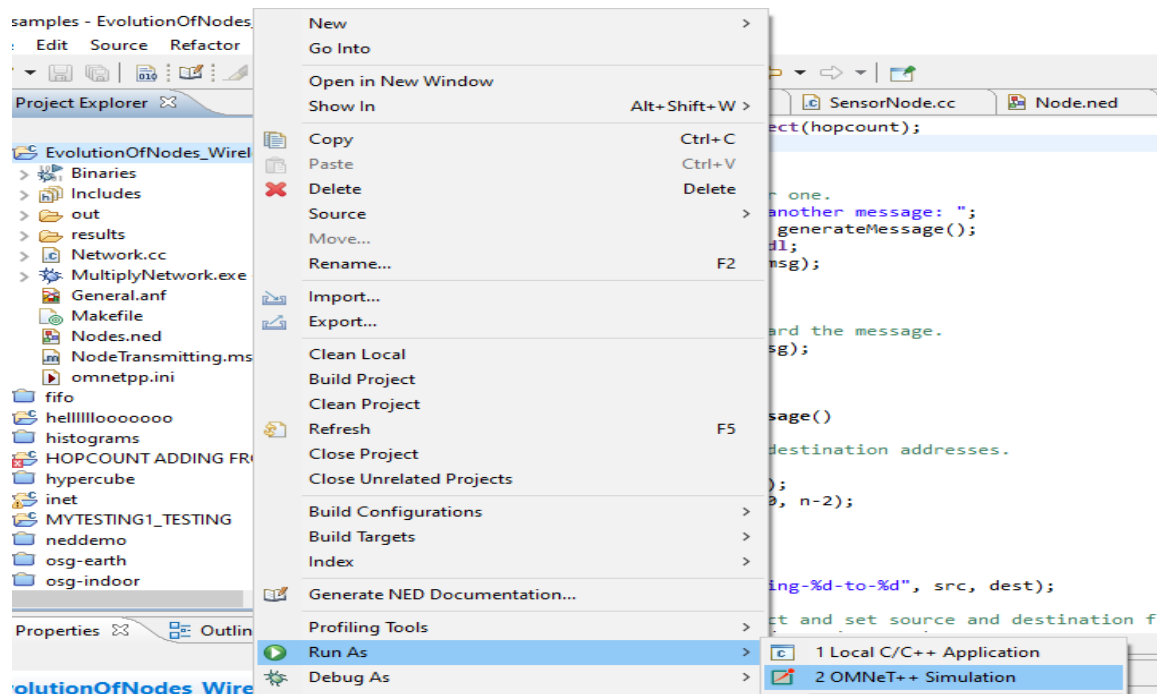 samples - EvolutionOfNodes_
Edit Source Refactor
Project Explorer
EvolutionOfNodes_Wirel
Binaries
Includes
out
results
Network.cc
MultiplyNetwork.exe
General.anf
Makefile
Nodes.ned
NodeTransmitting.ms
omnetpp.ini
fifo
hellllllooooooo
histograms
HOPCOUNT ADDING FR
hypercube
inet
MYTESTING1_TESTING
neddemo
osg-earth
osg-indoor
Properties Outlin
olutionOfNodes_Wire
New >
Go Into
Open in New Window
Show In Alt+Shift+W >
Copy Ctrl+C
Paste Ctrl+V
Delete Delete
Source >
Move...
Rename... F2
Import...
Export...
Clean Local
Build Project
Clean Project
Refresh F5
Close Project
Close Unrelated Projects
Build Configurations >
Build Targets >
Index >
Generate NED Documentation...
Profiling Tools >
Run As >
Debug As >
1 Local C/C++ Application
2 OMNeT++ Simulation
SensorNode.cc Node.ned
ect(hopcount);
r one.
another message: ";
generateMessage();
dl;
msg);
ard the message.
sg);
sage()
destination addresses.
);
0, n-2);
ing-%d-to-%d", src, dest);
ct and set source and destination f